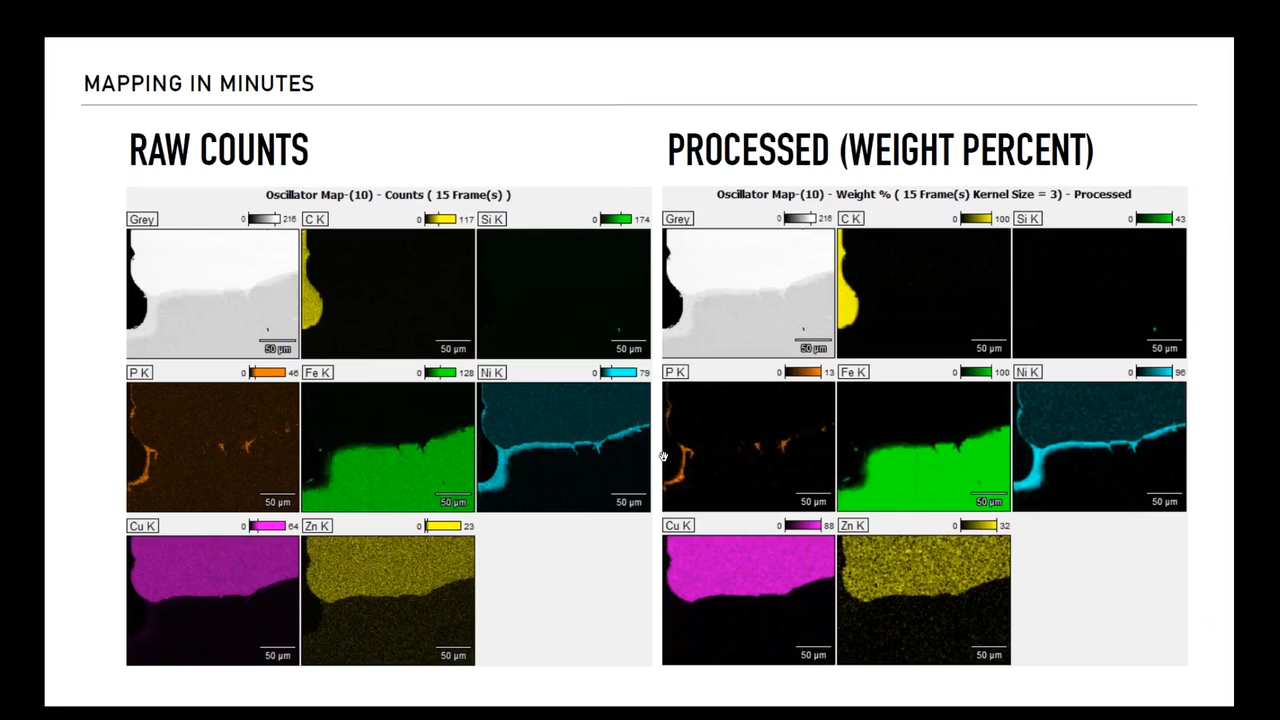 MAPPING IN MINUTES
RAW COUNTS
Oscillator Map-(10) - Counts ( 15 Frame(s) )
Grey 0 216 C K 0 117 Si K 0 174
50 µm 50 µm 50 µm
P K 0 46 Fe K 0 128 Ni K 0 79
50 µm 50 µm 50 µm
Cu K 0 64 Zn K 0 23
50 µm 50 µm
PROCESSED (WEIGHT PERCENT)
Oscillator Map-(10) - Weight % ( 15 Frame(s) Kernel Size = 3) - Processed
Grey 0 216 C K 0 100 Si K 0 43
50 µm 50 µm 50 µm
P K 0 13 Fe K 0 100 Ni K 0 96
50 µm 50 µm 50 µm
Cu K 0 88 Zn K 0 32
50 µm 50 µm